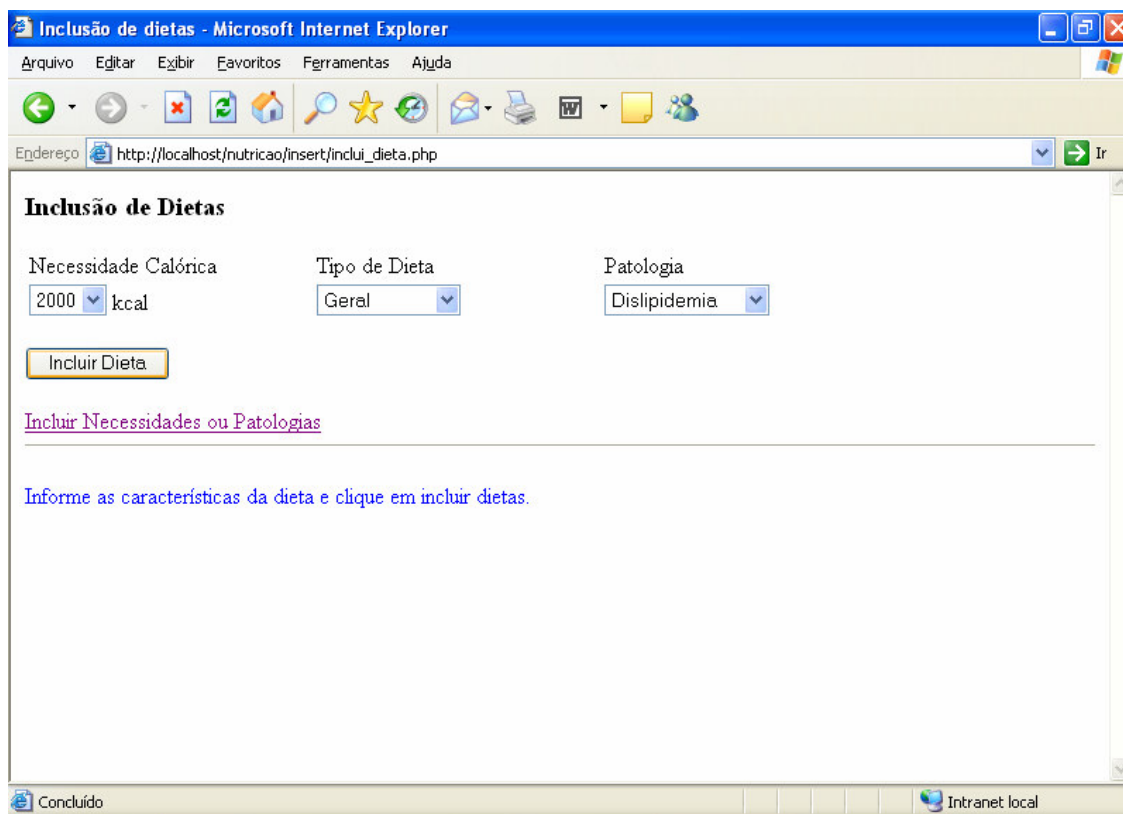 Inclusão de dietas - Microsoft Internet Explorer
Arquivo Editar Exibir Favoritos Ferramentas Ajuda
Endereço http://localhost/nutricao/insert/inclui_dieta.php Ir
Inclusão de Dietas
Necessidade Calórica Tipo de Dieta Patologia
2000 kcal Geral Dislipidemia
Incluir Dieta
Incluir Necessidades ou Patologias
Informe as características da dieta e clique em incluir dietas.
Concluído Intranet local